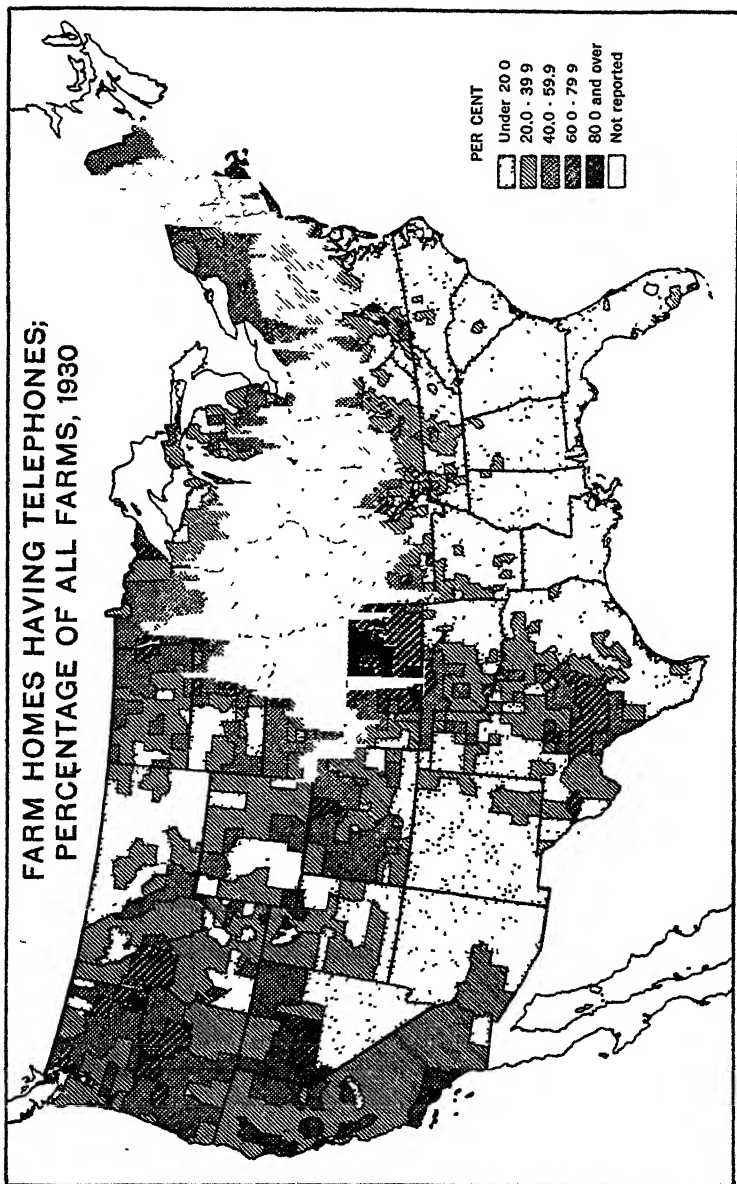 FARM HOMES HAVING TELEPHONES;
PERCENTAGE OF ALL FARMS, 1930
PER CENT
Under 20 0
20.0 - 39 9
40.0 - 59.9
60 0 - 79 9
80 0 and over
Not reported